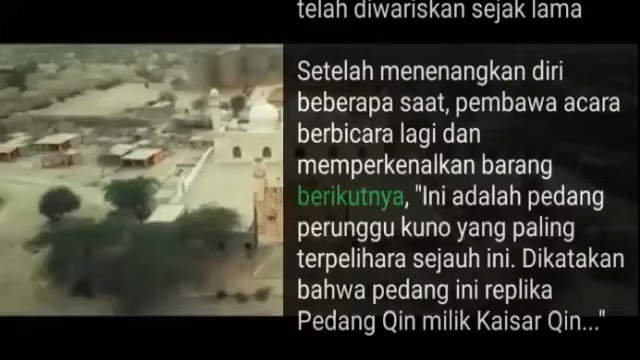 telah diwariskan sejak lama
Setelah menenangkan diri
beberapa saat, pembawa acara
berbicara lagi dan
memperkenalkan barang
berikutnya, "Ini adalah pedang
perunggu kuno yang paling
terpelihara sejauh ini. Dikatakan
bahwa pedang ini replika
Pedang Qin milik Kaisar Qin..."